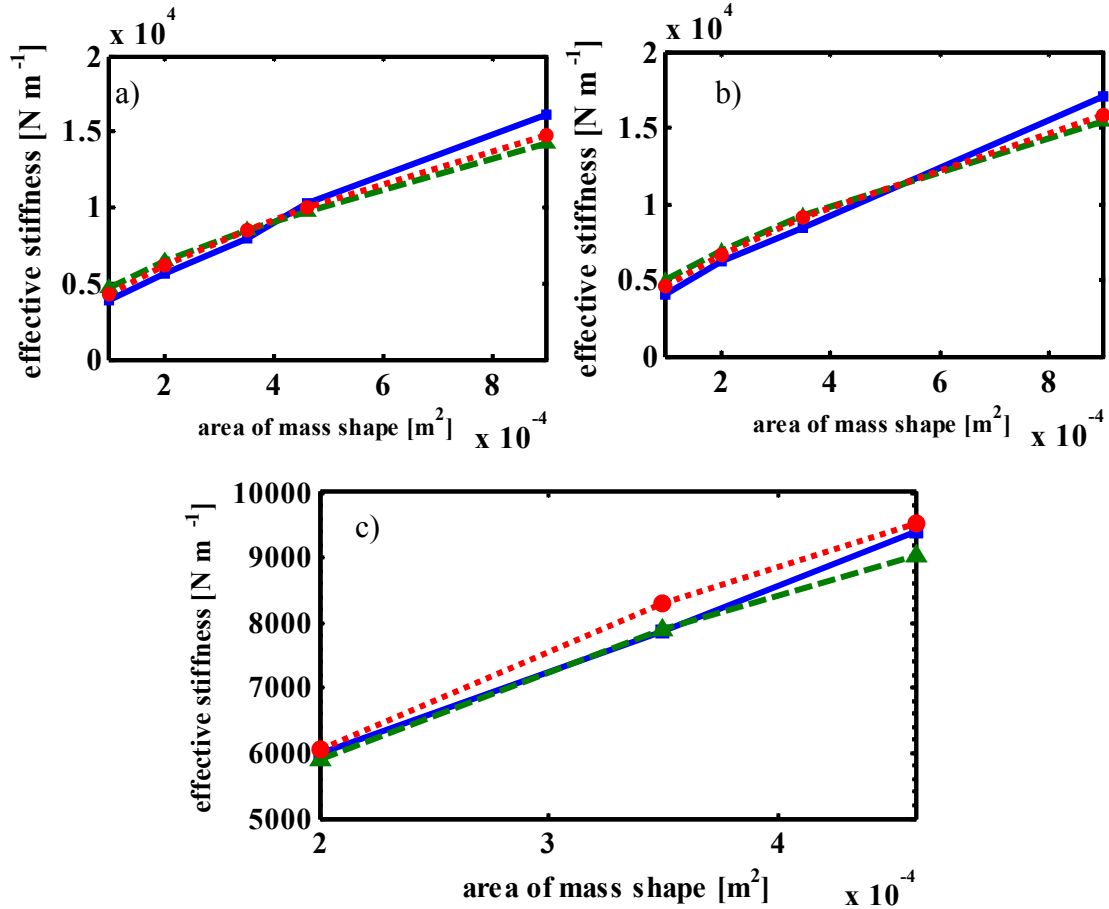 x 10 4
effective stiffness [N m -1]
a)
2
1.5
1
0.5
0
2 4 6 8
area of mass shape [m2] x 10 -4
x 10 4
effective stiffness [N m -1]
b)
2
1.5
1
0.5
0
2 4 6 8
area of mass shape [m2] x 10 -4
effective stiffness [N m -1]
c)
10000
9000
8000
7000
6000
5000
2 3 4
area of mass shape [m2] x 10 -4